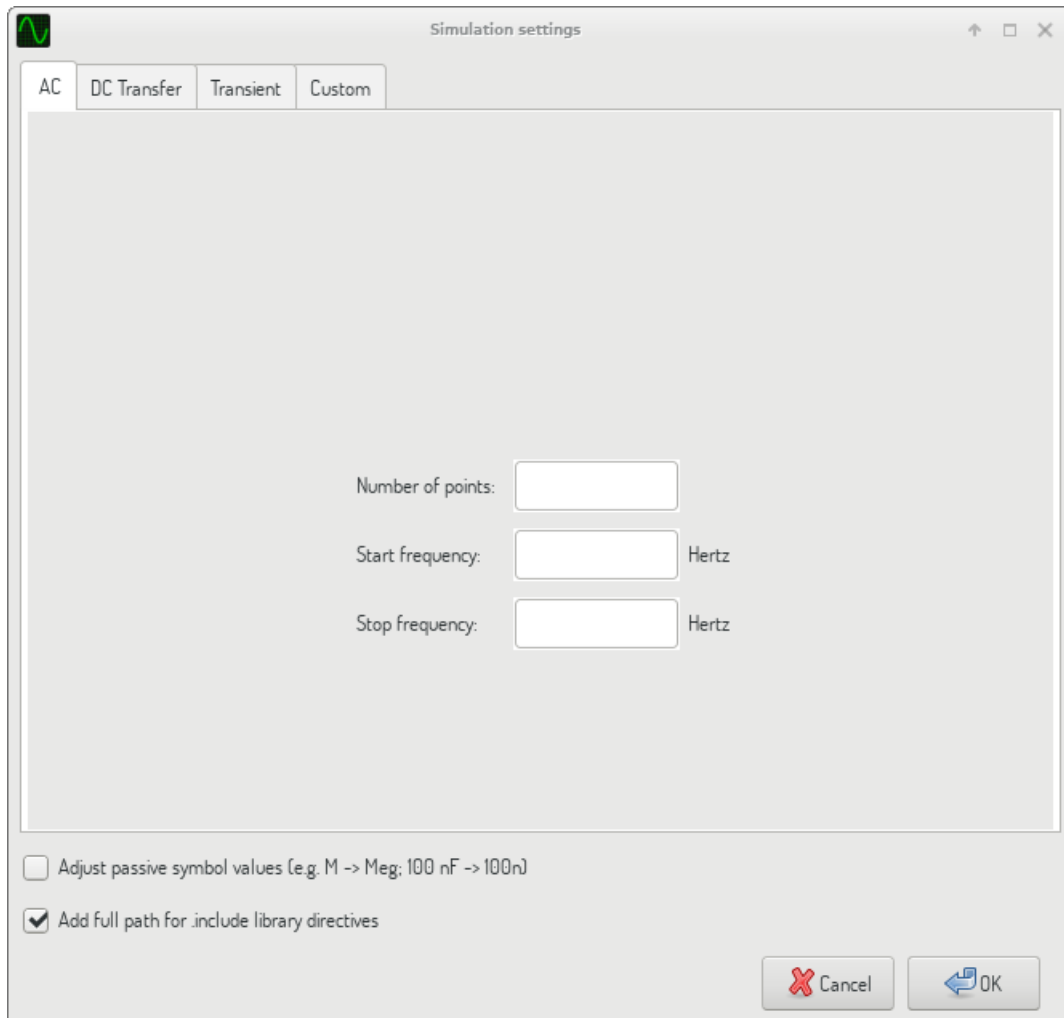 Simulation settings
AC DC Transfer Transient Custom
Number of points:
Start frequency: Hertz
Stop frequency: Hertz
Adjust passive symbol values (e.g. M -> Meg; 100 nF -> 100n)
Add full path for .include library directives
Cancel OK